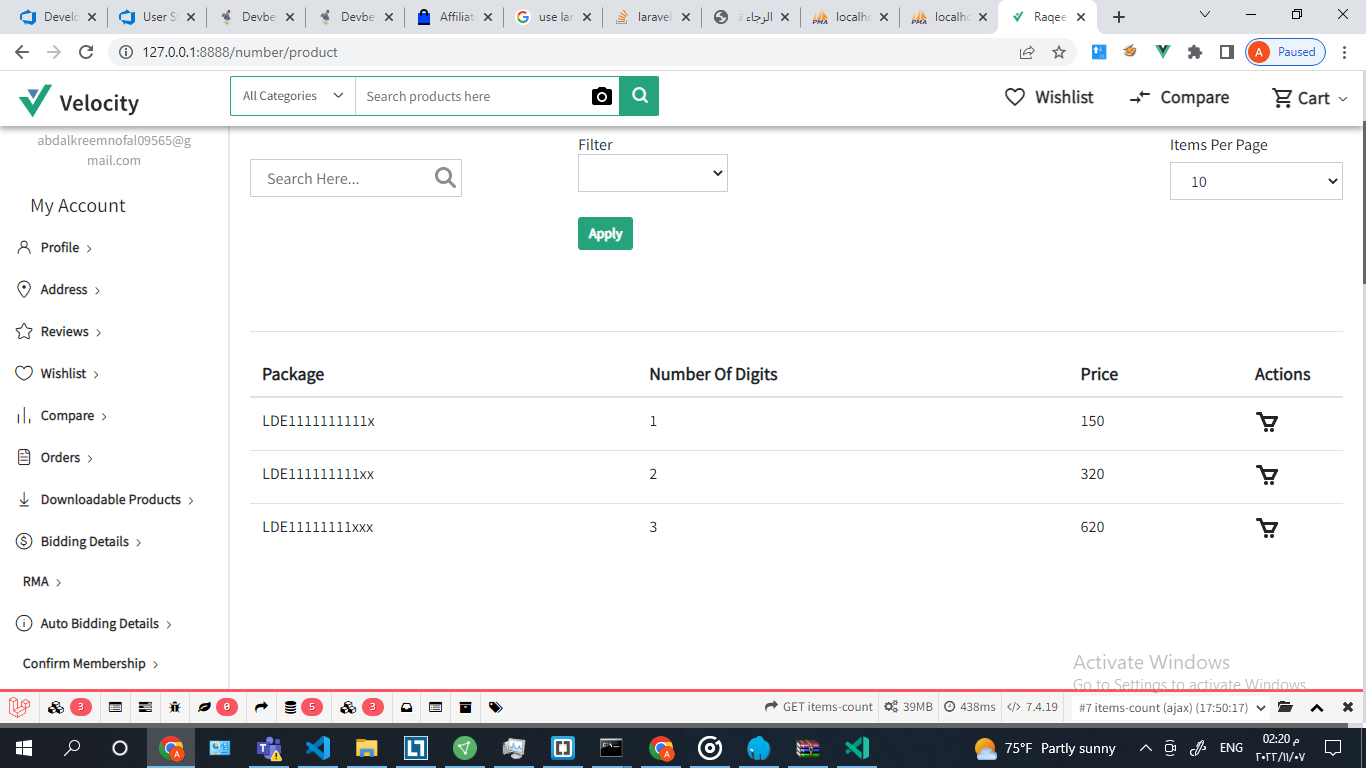 Develo
User S
Devbe
Devbe
Affiliat
use lar
laravel
الرجاء
localho
localho
Raqee
127.0.0.1:8888/number/product
A Paused
Velocity
All Categories
Search products here
Wishlist
Compare
Cart
abdalkreemnofal09565@g
mail.com
My Account
Profile
Address
Reviews
Wishlist
Compare
Orders
Downloadable Products
Bidding Details
RMA
Auto Bidding Details
Confirm Membership
Search Here...
Filter
Apply
Items Per Page
10
Package Number Of Digits Price Actions
LDE1111111111x 1 150
LDE111111111xx 2 320
LDE11111111xxx 3 620
Activate Windows
Go to Settings to activate Windows.
3 0 5 3 GET items-count 39MB 438ms 7.4.19 #7 items-count (ajax) (17:50:17)
75°F Partly sunny ENG 02:20 م
٢٠٢٢/١١/٠٧